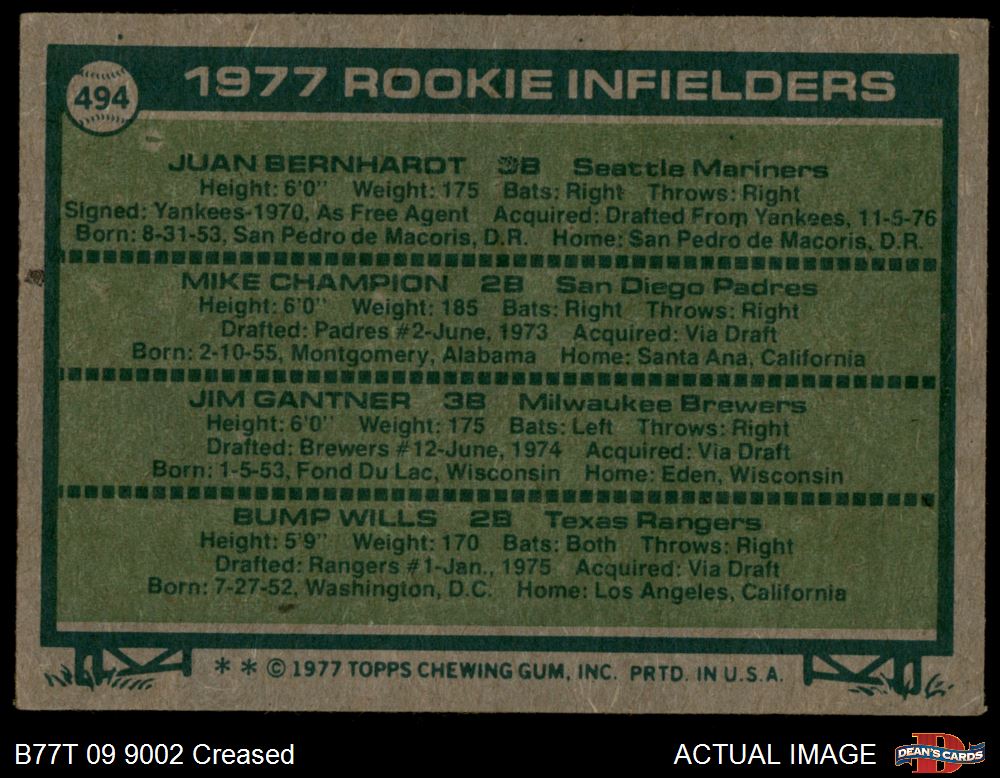 494
1977 ROOKIE INFIELDERS
JUAN BERNHARDT 3B Seattle Mariners
Height: 6'0" Weight: 175 Bats: Right Throws: Right
Signed: Yankees-1970, As Free Agent Acquired: Drafted From Yankees, 11-5-76
Born: 8-31-53, San Pedro de Macoris, D.R. Home: San Pedro de Macoris, D.R.
MIKE CHAMPION 2B San Diego Padres
Height: 6'0" Weight: 185 Bats: Right Throws: Right
Drafted: Padres #2-June, 1973 Acquired: Via Draft
Born: 2-10-55, Montgomery, Alabama Home: Santa Ana, California
JIM GANTNER 3B Milwaukee Brewers
Height: 6'0" Weight: 175 Bats: Left Throws: Right
Drafted: Brewers #12-June, 1974 Acquired: Via Draft
Born: 1-5-53, Fond Du Lac, Wisconsin Home: Eden, Wisconsin
BUMP WILLS 2B Texas Rangers
Height: 5'9" Weight: 170 Bats: Both Throws: Right
Drafted: Rangers #1-Jan., 1975 Acquired: Via Draft
Born: 7-27-52, Washington, D.C. Home: Los Angeles, California
* * © 1977 TOPPS CHEWING GUM, INC. PRTD. IN U.S.A.
B77T 09 9002 Creased
ACTUAL IMAGE
DEAN'S CARDS